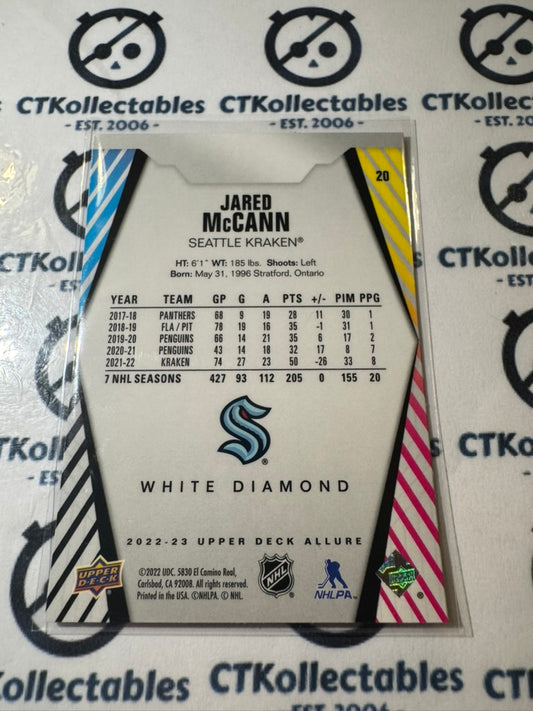 CTKollectables CTKollectables CTKollectables
- EST. 2006 - - EST. 2006 - - EST. 2006
20
JARED
McCANN
SEATTLE KRAKEN®
HT: 6'1" WT: 185 lbs. Shoots: Left
Born: May 31, 1996 Stratford, Ontario
YEAR TEAM GP G A PTS +/- PIM PPG
2017-18 PANTHERS 68 9 19 28 11 30 1
2018-19 FLA / PIT 78 19 16 35 -1 31 1
2019-20 PENGUINS 66 14 21 35 6 17 2
2020-21 PENGUINS 43 14 18 32 17 8 7
2021-22 KRAKEN 74 27 23 50 -26 33 8
7 NHL SEASONS 427 93 112 205 0 155 20
®
WHITE DIAMOND
2022-23 UPPER DECK ALLURE
UPPER DECK
©2022 UDC. 5830 El Camino Real,
Carlsbad, CA 92008. All rights reserved.
Printed in the USA. ©NHLPA. © NHL.
NHL
NHLPA™
®
ollectables CTKollectables CTKo